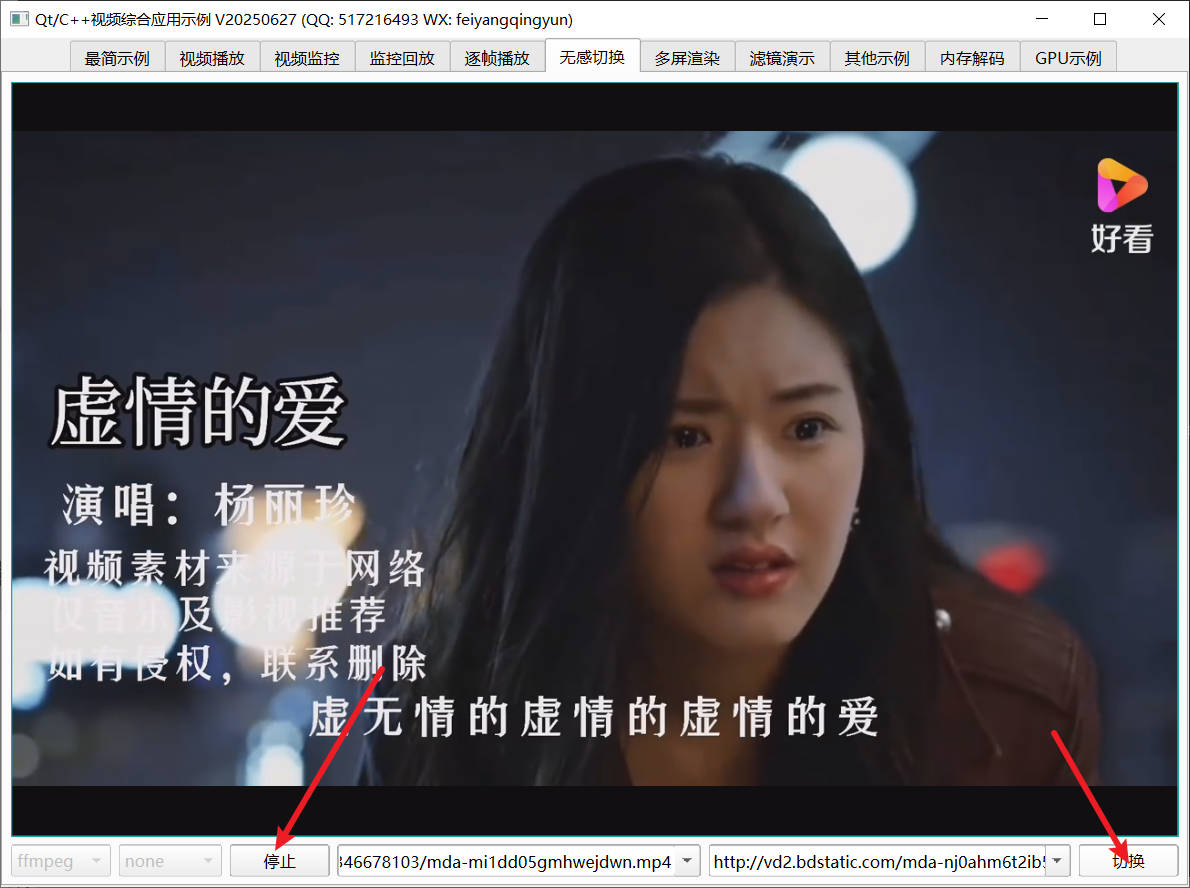 Qt/C++视频综合应用示例 V20250627 (QQ: 517216493 WX: feiyangqingyun)
最简示例 视频播放 视频监控 监控回放 逐帧播放 无感切换 多屏渲染 滤镜演示 其他示例 内存解码 GPU示例
好看
虚情的爱
演唱：杨丽珍
视频素材来源于网络
仅音乐及影视推荐
如有侵权，联系删除
虚无情的虚情的虚情的爱
ffmpeg none 停止 346678103/mda-mi1dd05gmhwejdwn.mp4 http://vd2.bdstatic.com/mda-nj0ahm6t2ib 切换